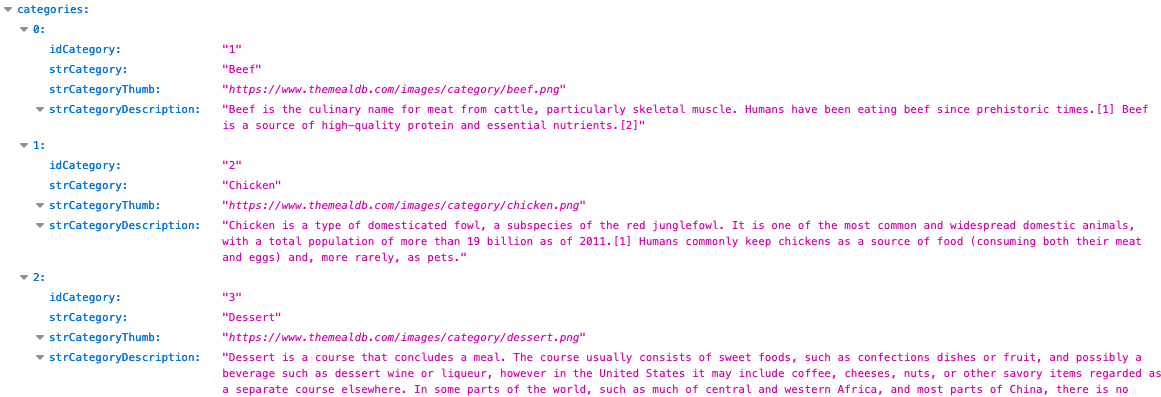 categories:
0:
idCategory: "1"
strCategory: "Beef"
strCategoryThumb: "https://www.themealdb.com/images/category/beef.png"
strCategoryDescription: "Beef is the culinary name for meat from cattle, particularly skeletal muscle. Humans have been eating beef since prehistoric times.[1] Beef
is a source of high-quality protein and essential nutrients.[2]"
1:
idCategory: "2"
strCategory: "Chicken"
strCategoryThumb: "https://www.themealdb.com/images/category/chicken.png"
strCategoryDescription: "Chicken is a type of domesticated fowl, a subspecies of the red junglefowl. It is one of the most common and widespread domestic animals,
with a total population of more than 19 billion as of 2011.[1] Humans commonly keep chickens as a source of food (consuming both their meat
and eggs) and, more rarely, as pets."
2:
idCategory: "3"
strCategory: "Dessert"
strCategoryThumb: "https://www.themealdb.com/images/category/dessert.png"
strCategoryDescription: "Dessert is a course that concludes a meal. The course usually consists of sweet foods, such as confections dishes or fruit, and possibly a
beverage such as dessert wine or liqueur, however in the United States it may include coffee, cheeses, nuts, or other savory items regarded as
a separate course elsewhere. In some parts of the world, such as much of central and western Africa, and most parts of China, there is no